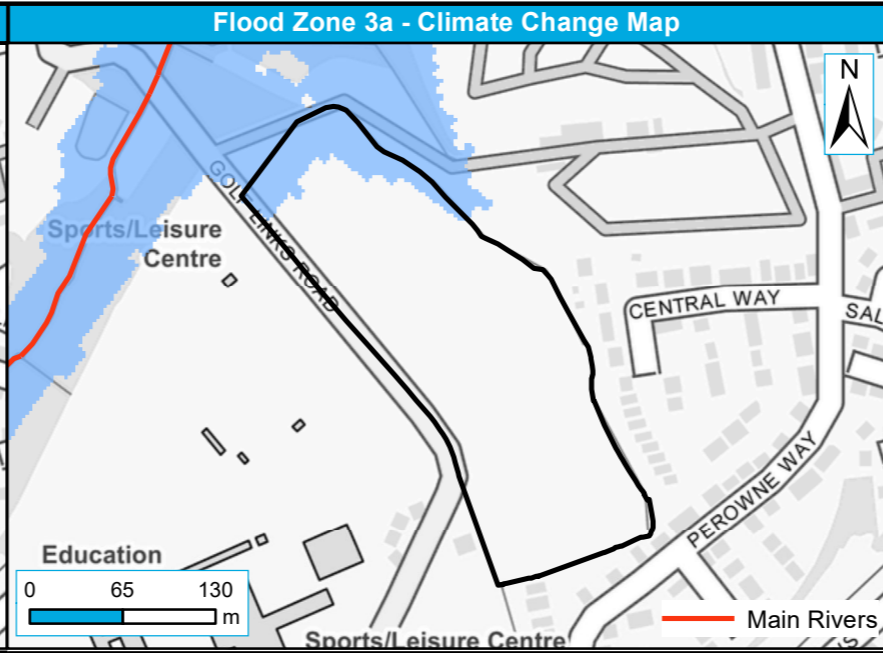 Flood Zone 3a - Climate Change Map
N
GOLF LINKS ROAD
Sports/Leisure
Centre
CENTRAL WAY
SAL
PEROWNE WAY
Education
0 65 130
m
Sports/Leisure Centre
Main Rivers